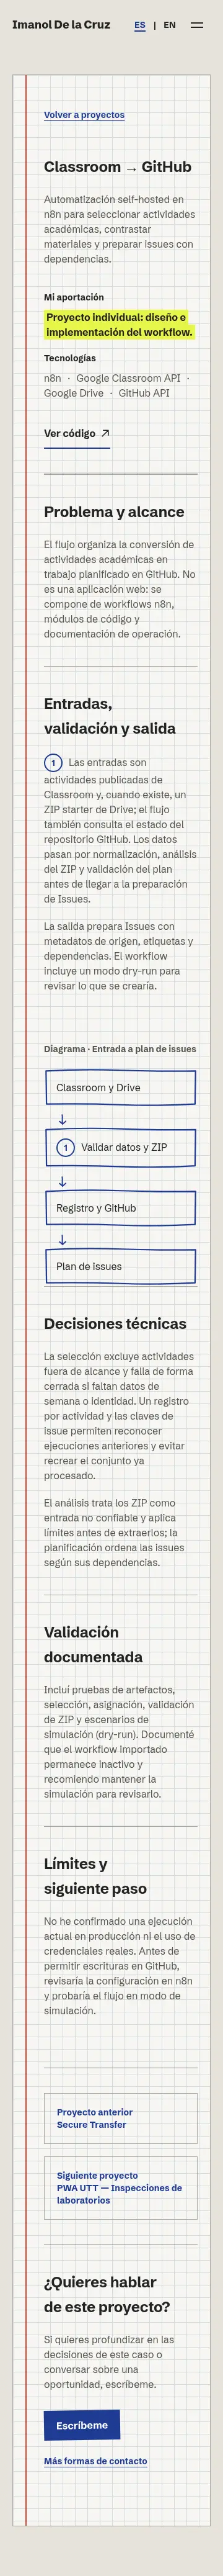 Imanol De la Cruz
ES | EN
Volver a proyectos
Classroom → GitHub
Automatización self-hosted en
n8n para seleccionar actividades
académicas, contrastar
materiales y preparar issues con
dependencias.
Mi aportación
Proyecto individual: diseño e
implementación del workflow.
Tecnologías
n8n · Google Classroom API ·
Google Drive · GitHub API
Ver código ↗
Problema y alcance
El flujo organiza la conversión de
actividades académicas en
trabajo planificado en GitHub. No
es una aplicación web: se
compone de workflows n8n,
módulos de código y
documentación de operación.
Entradas,
validación y salida
1 Las entradas son
actividades publicadas de
Classroom y, cuando existe, un
ZIP starter de Drive; el flujo
también consulta el estado del
repositorio GitHub. Los datos
pasan por normalización, análisis
del ZIP y validación del plan
antes de llegar a la preparación
de Issues.
La salida prepara Issues con
metadatos de origen, etiquetas y
dependencias. El workflow
incluye un modo dry-run para
revisar lo que se crearía.
Diagrama · Entrada a plan de issues
Classroom y Drive
↓
1 Validar datos y ZIP
↓
Registro y GitHub
↓
Plan de issues
Decisiones técnicas
La selección excluye actividades
fuera de alcance y falla de forma
cerrada si faltan datos de
semana o identidad. Un registro
por actividad y las claves de
issue permiten reconocer
ejecuciones anteriores y evitar
recrear el conjunto ya
procesado.
El análisis trata los ZIP como
entrada no confiable y aplica
límites antes de extraerlos; la
planificación ordena las issues
según sus dependencias.
Validación
documentada
Incluí pruebas de artefactos,
selección, asignación, validación
de ZIP y escenarios de
simulación (dry-run). Documenté
que el workflow importado
permanece inactivo y
recomiendo mantener la
simulación para revisarlo.
Límites y
siguiente paso
No he confirmado una ejecución
actual en producción ni el uso de
credenciales reales. Antes de
permitir escrituras en GitHub,
revisaría la configuración en n8n
y probaría el flujo en modo de
simulación.
Proyecto anterior
Secure Transfer
Siguiente proyecto
PWA UTT — Inspecciones de
laboratorios
¿Quieres hablar
de este proyecto?
Si quieres profundizar en las
decisiones de este caso o
conversar sobre una
oportunidad, escríbeme.
Escríbeme
Más formas de contacto